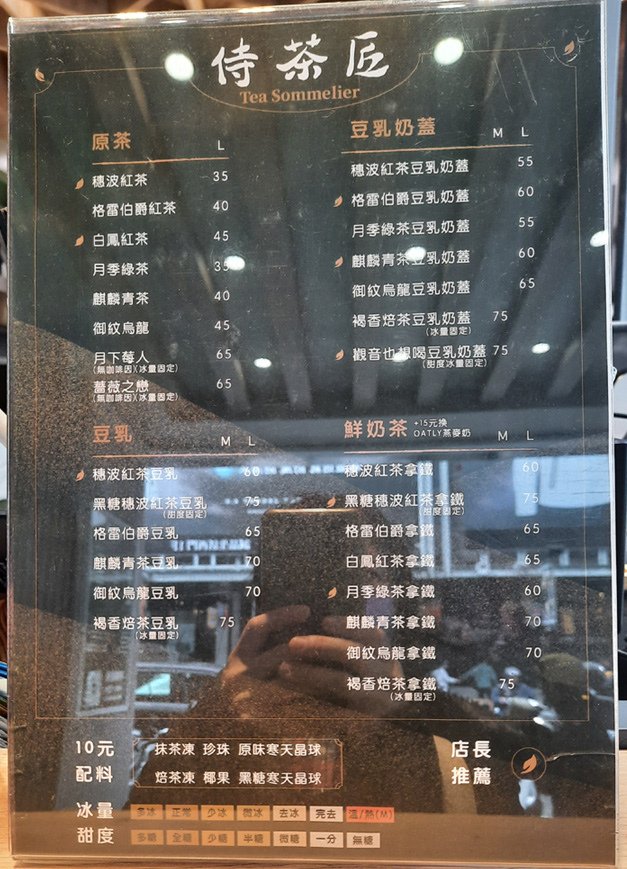 侍茶匠
Tea Sommelier
原茶 L
穗波紅茶 35
格雷伯爵紅茶 40
白鳳紅茶 45
月季綠茶 35
麒麟青茶 40
御紋烏龍 45
月下莓人 65
(無咖啡因)(冰量固定)
薔薇之戀 65
(無咖啡因)(冰量固定)
豆乳奶蓋 M L
穗波紅茶豆乳奶蓋 55
格雷伯爵豆乳奶蓋 60
月季綠茶豆乳奶蓋 55
麒麟青茶豆乳奶蓋 60
御紋烏龍豆乳奶蓋 65
褐香焙茶豆乳奶蓋 75
(冰量固定)
觀音也想喝豆乳奶蓋 75
(甜度冰量固定)
豆乳 M L
穗波紅茶豆乳 60
黑糖穗波紅茶豆乳 75
(甜度固定)
格雷伯爵豆乳 65
麒麟青茶豆乳 70
御紋烏龍豆乳 70
褐香焙茶豆乳 75
(冰量固定)
鮮奶茶 +15元換 M L
OATLY燕麥奶
穗波紅茶拿鐵 60
黑糖穗波紅茶拿鐵 75
(甜度固定)
格雷伯爵拿鐵 65
白鳳紅茶拿鐵 65
月季綠茶拿鐵 60
麒麟青茶拿鐵 70
御紋烏龍拿鐵 70
褐香焙茶拿鐵 75
(冰量固定)
10元 抹茶凍 珍珠 原味寒天晶球
配料 焙茶凍 椰果 黑糖寒天晶球
店長
推薦
冰量 多冰 正常 少冰 微冰 去冰 完去 溫/熱(M)
甜度 多糖 全糖 少糖 半糖 微糖 一分 無糖